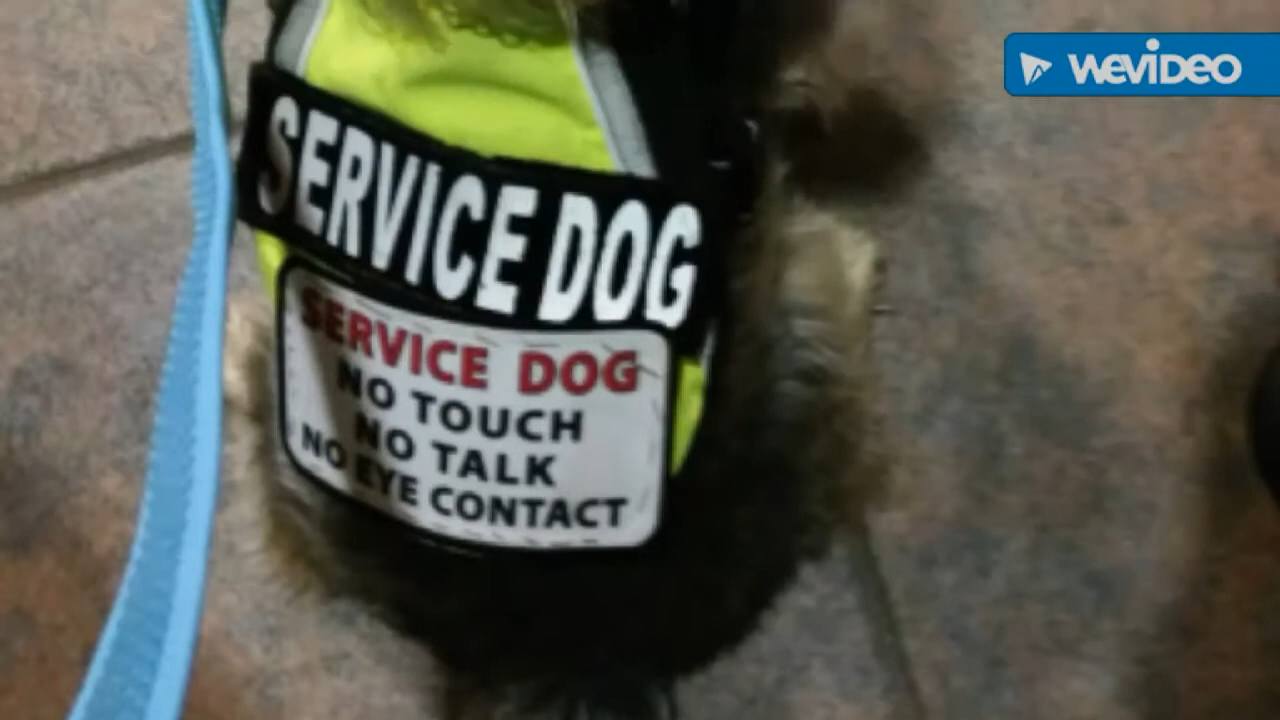 WEVIDEO
SERVICE DOG
SERVICE DOG
NO TOUCH
NO TALK
NO EYE CONTACT